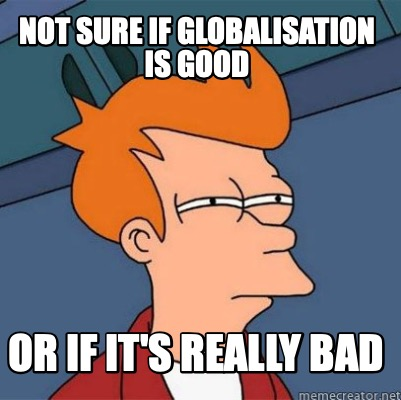 NOT SURE IF GLOBALISATION
IS GOOD
OR IF IT'S REALLY BAD
memecreator.net